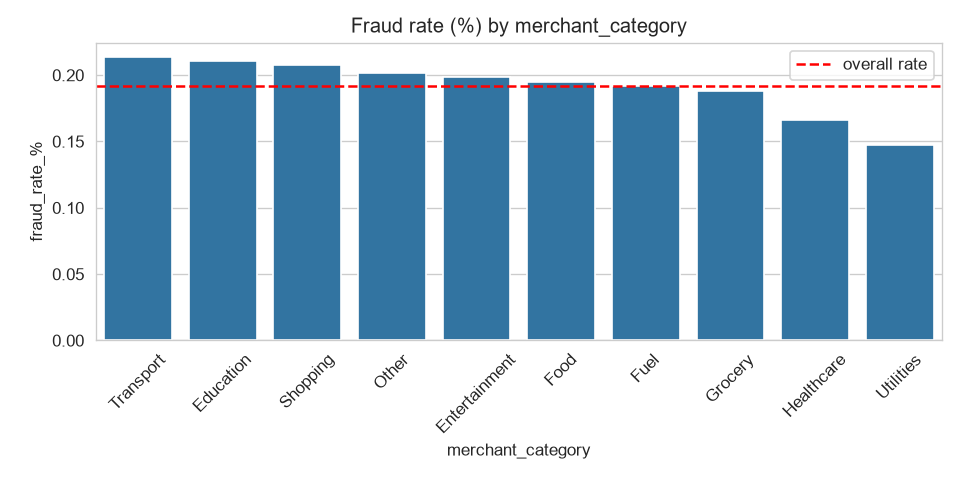 Fraud rate (%) by merchant_category
overall rate
fraud_rate_%
0.20
0.15
0.10
0.05
0.00
Transport
Education
Shopping
Other
Entertainment
Food
Fuel
Grocery
Healthcare
Utilities
merchant_category